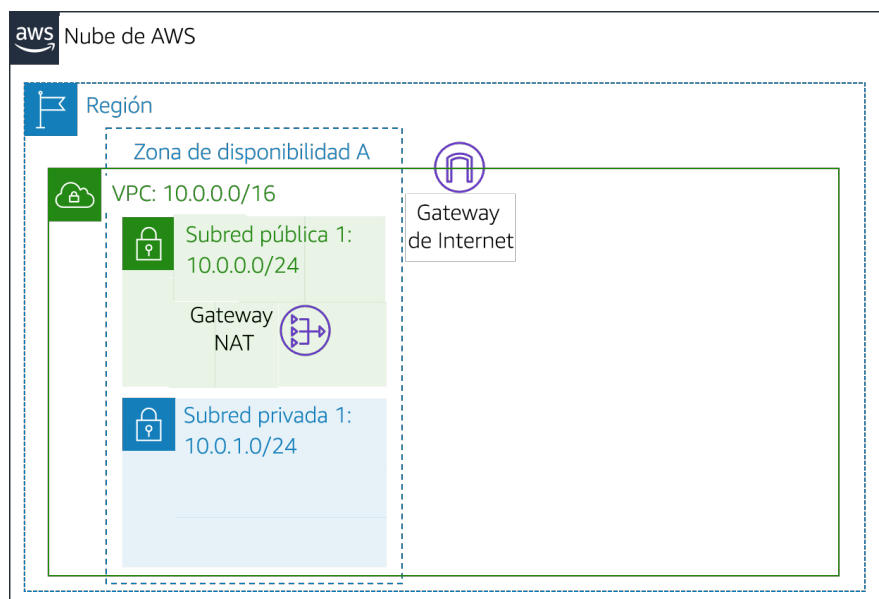 aws
Nube de AWS
Región
Zona de disponibilidad A
VPC: 10.0.0.0/16
Gateway
de Internet
Subred pública 1:
10.0.0.0/24
Gateway
NAT
Subred privada 1:
10.0.1.0/24